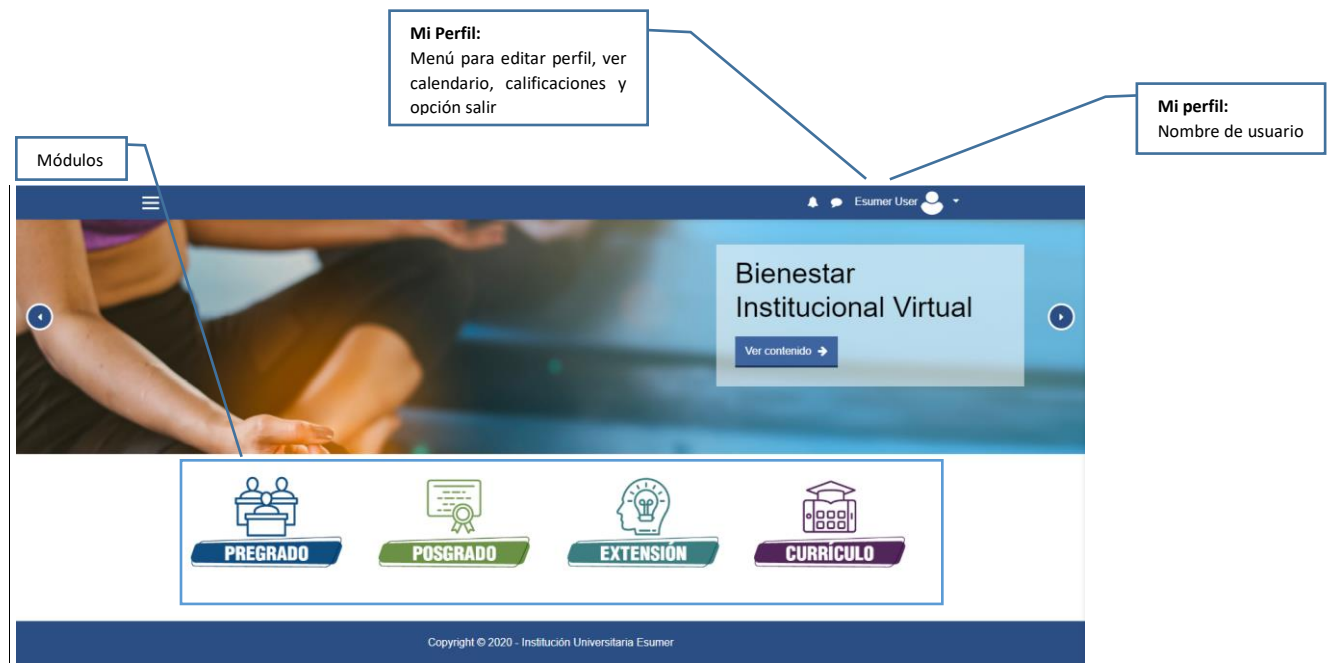 Mi Perfil:
Menú para editar perfil, ver
calendario, calificaciones y
opción salir
Mi perfil:
Nombre de usuario
Módulos
Esumer User
Bienestar
Institucional Virtual
Ver contenido
PREGRADO
POSGRADO
EXTENSIÓN
CURRÍCULO
Copyright © 2020 - Institución Universitaria Esumer